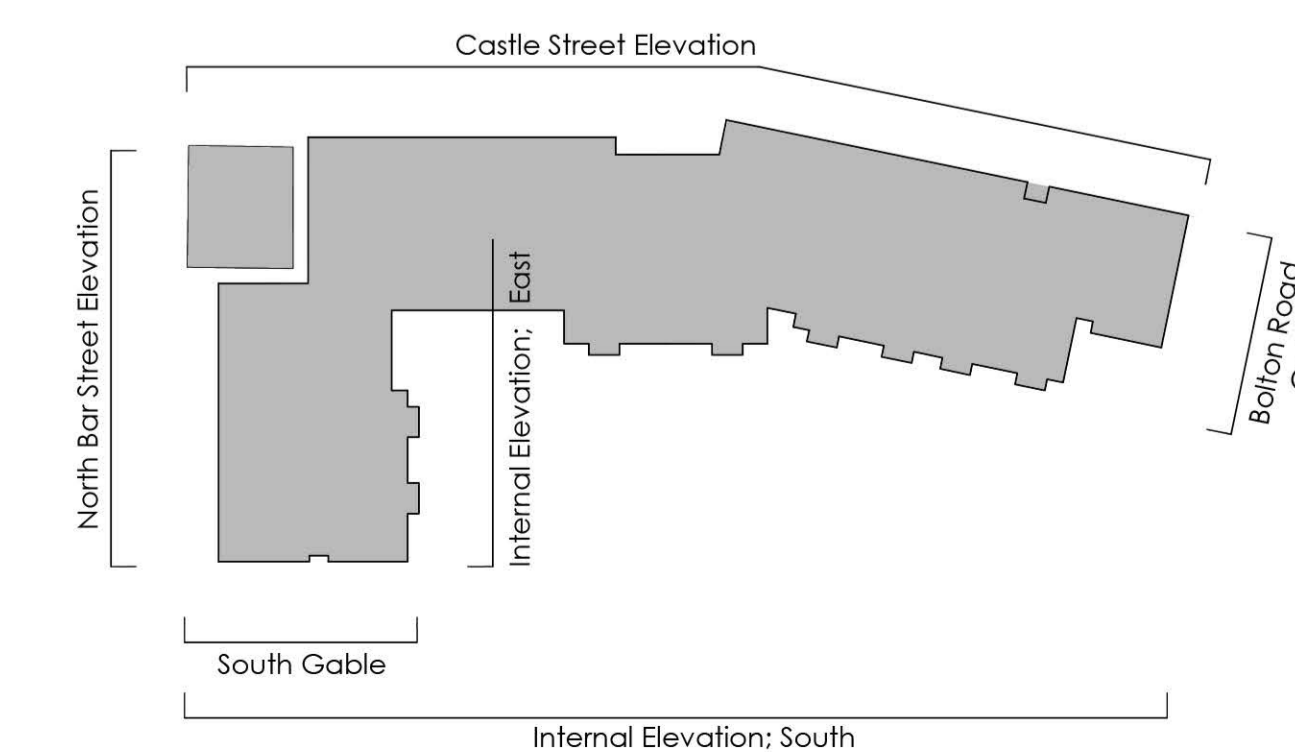 Castle Street Elevation
North Bar Street Elevation
Internal Elevation; East
Bolton Road
South Gable
Internal Elevation; South